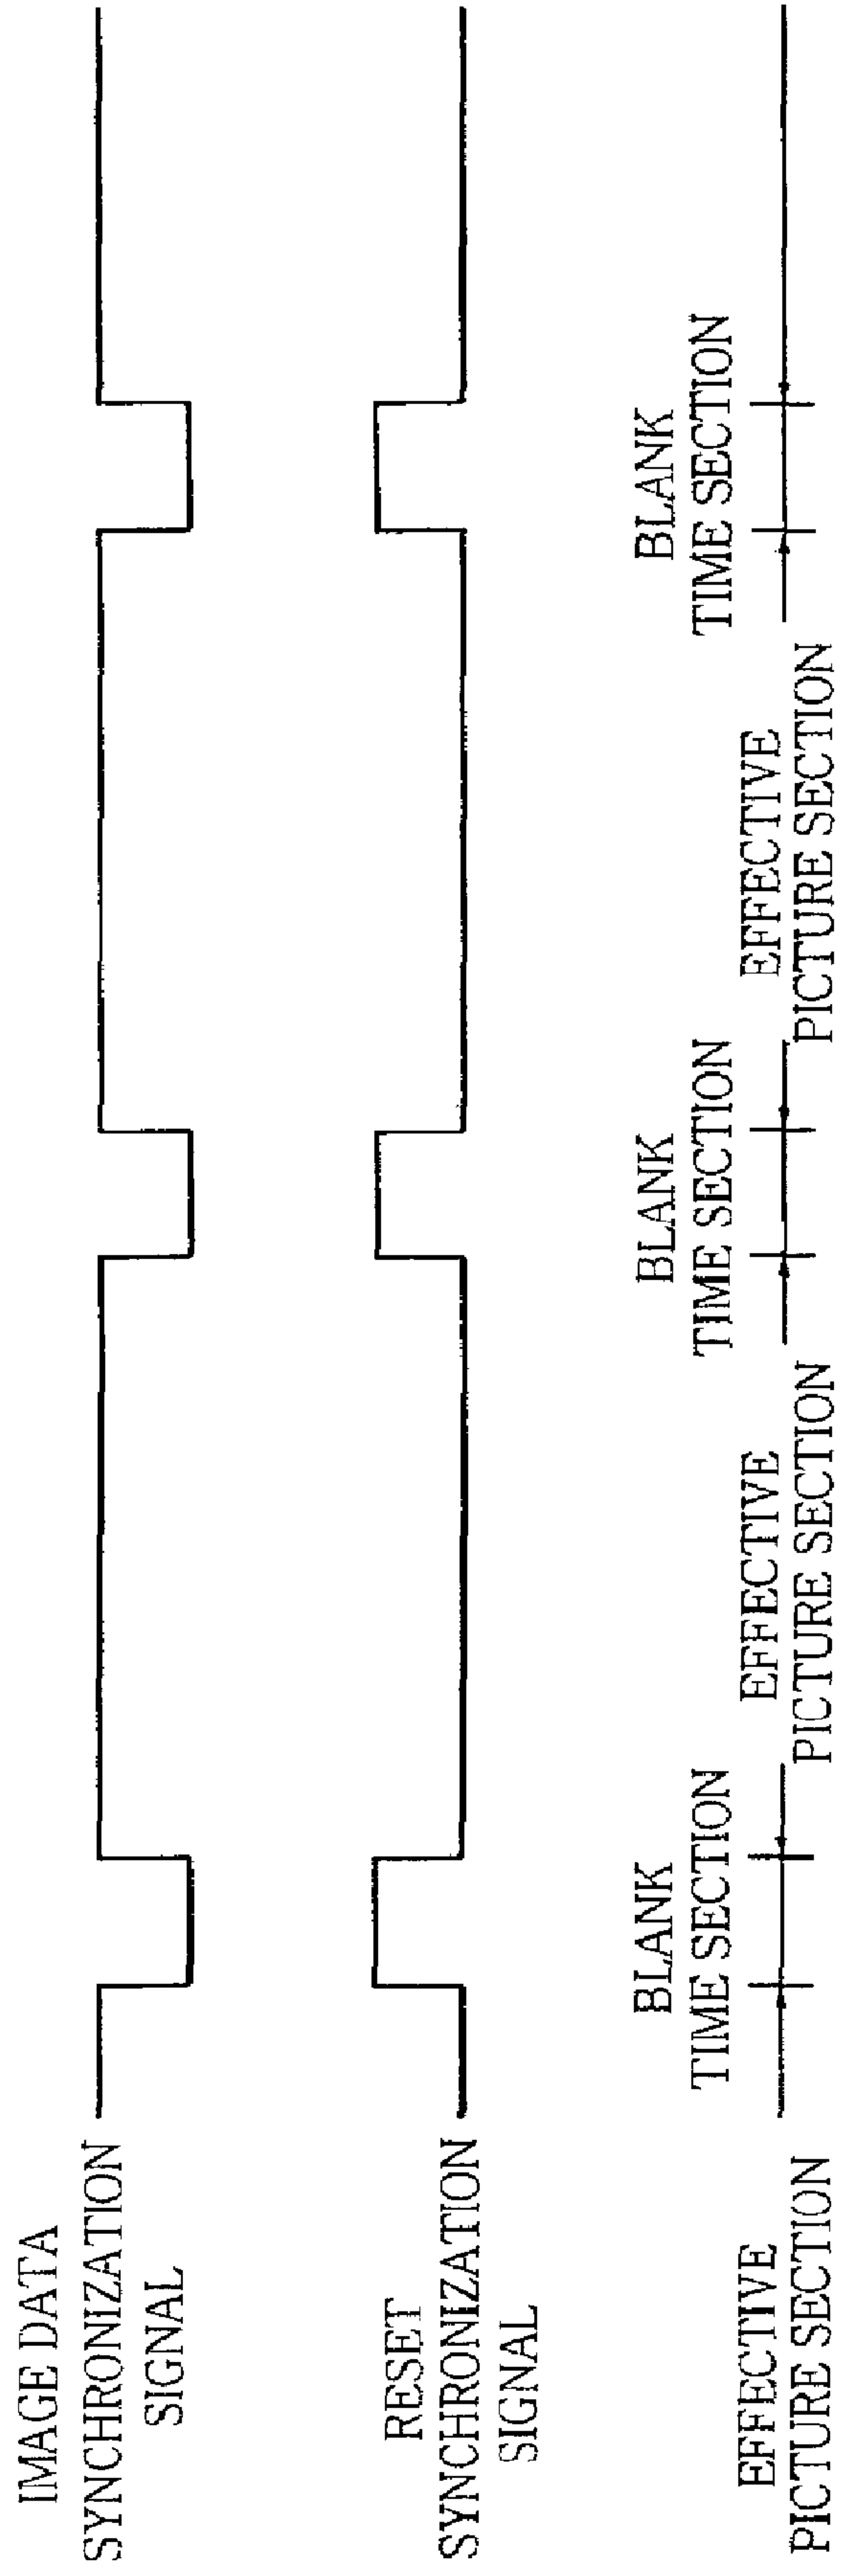 IMAGE DATA
SYNCHRONIZATION
SIGNAL
RESET
SYNCHRONIZATION
SIGNAL
BLANK
TIME SECTION
BLANK
TIME SECTION
BLANK
TIME SECTION
EFFECTIVE
PICTURE SECTION
EFFECTIVE
PICTURE SECTION
EFFECTIVE
PICTURE SECTION